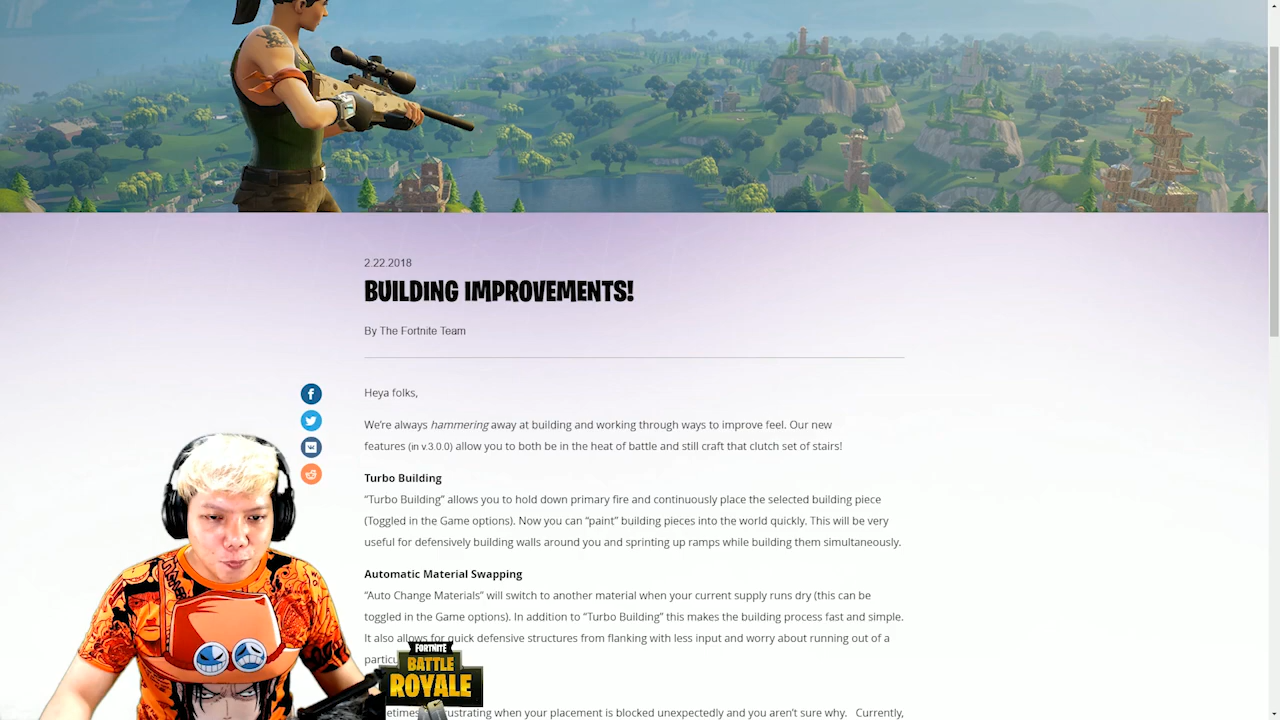 2.22.2018
BUILDING IMPROVEMENTS!
By The Fortnite Team
Heya folks,
We're always hammering away at building and working through ways to improve feel. Our new
features (in v.3.0.0) allow you to both be in the heat of battle and still craft that clutch set of stairs!
Turbo Building
“Turbo Building” allows you to hold down primary fire and continuously place the selected building piece
(Toggled in the Game options). Now you can “paint” building pieces into the world quickly. This will be very
useful for defensively building walls around you and sprinting up ramps while building them simultaneously.
Automatic Material Swapping
“Auto Change Materials” will switch to another material when your current supply runs dry (this can be
toggled in the Game options). In addition to “Turbo Building” this makes the building process fast and simple.
It also allows for quick defensive structures from flanking with less input and worry about running out of a
FORTNITE
BATTLE
ROYALE
when your placement is blocked unexpectedly and you aren't sure why. Currently,